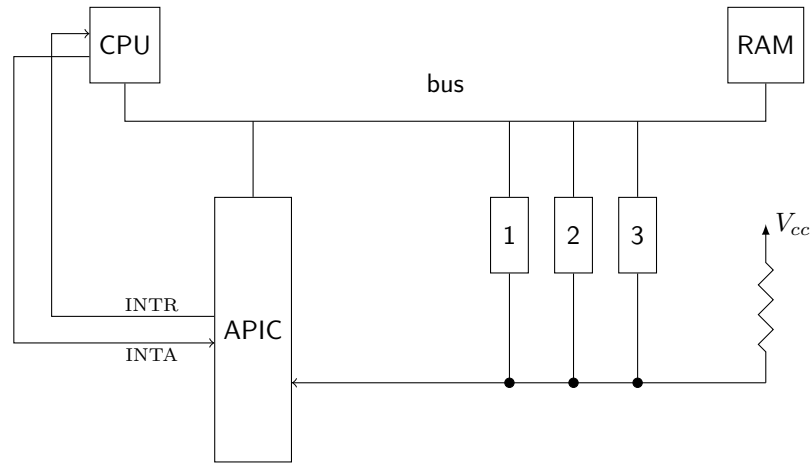 CPU
RAM
bus
1
2
3
V_cc
INTR
APIC
INTA